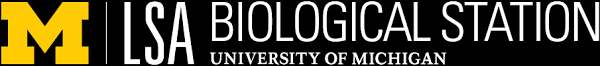 M LSA BIOLOGICAL STATION
UNIVERSITY OF MICHIGAN